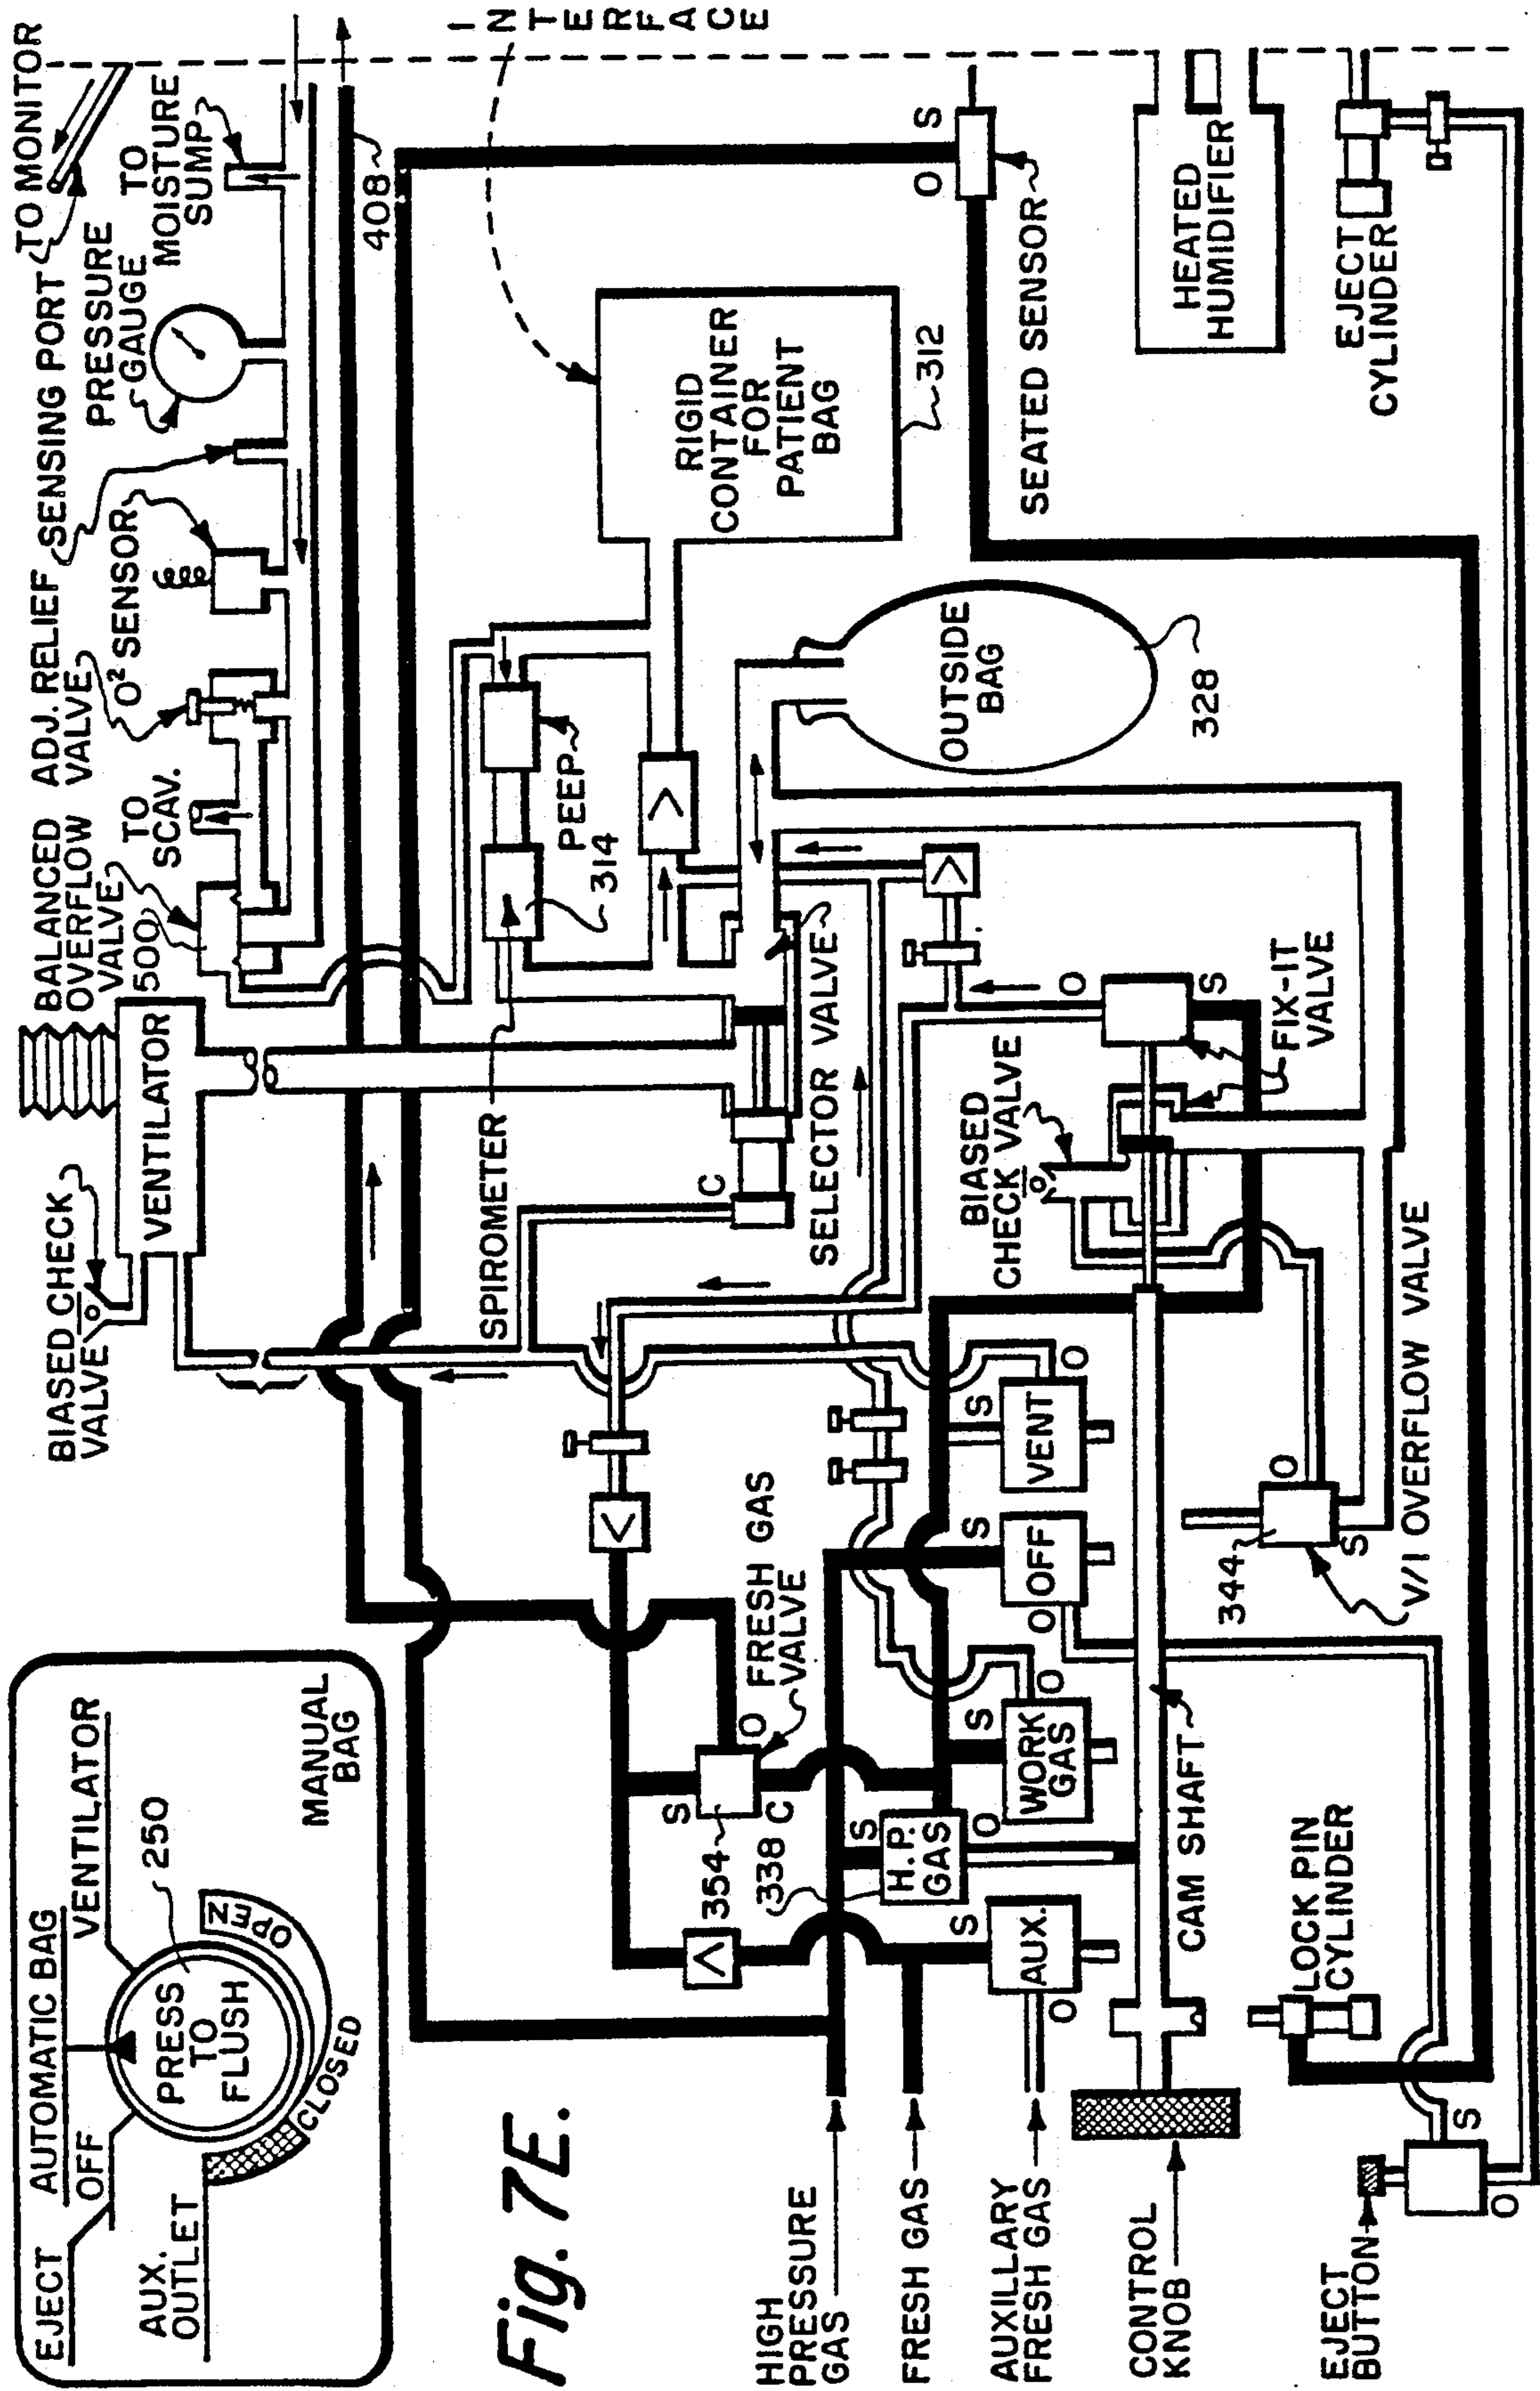 EJECT
AUTOMATIC BAG
OFF
VENTILATOR
250
AUX.
OUTLET
PRESS
TO
FLUSH
OPEN
CLOSED
MANUAL
BAG
Fig. 7E.
BIASED CHECK
VALVE
VENTILATOR
BALANCED
OVERFLOW
VALVE
500
TO
SCAV.
ADJ. RELIEF
VALVE
O² SENSOR
SENSING PORT
PRESSURE
GAUGE
TO MONITOR
TO
MOISTURE
SUMP
408
INTERFACE
SPIROMETER
PEEP
314
RIGID
CONTAINER
FOR
PATIENT
BAG
312
C
SELECTOR VALVE
OUTSIDE
BAG
328
O
S
SEATED SENSOR
HEATED
HUMIDIFIER
EJECT
CYLINDER
FRESH GAS
VALVE
S
O
C
354
338
S
H.P.
GAS
O
S
AUX.
O
S
WORK
GAS
O
S
OFF
O
S
VENT
O
BIASED
CHECK VALVE
O
S
FIX-IT
VALVE
CAM SHAFT
344
O
S
V/I OVERFLOW VALVE
LOCK PIN
CYLINDER
HIGH
PRESSURE
GAS
FRESH GAS
AUXILLARY
FRESH GAS
CONTROL
KNOB
EJECT
BUTTON
S
O